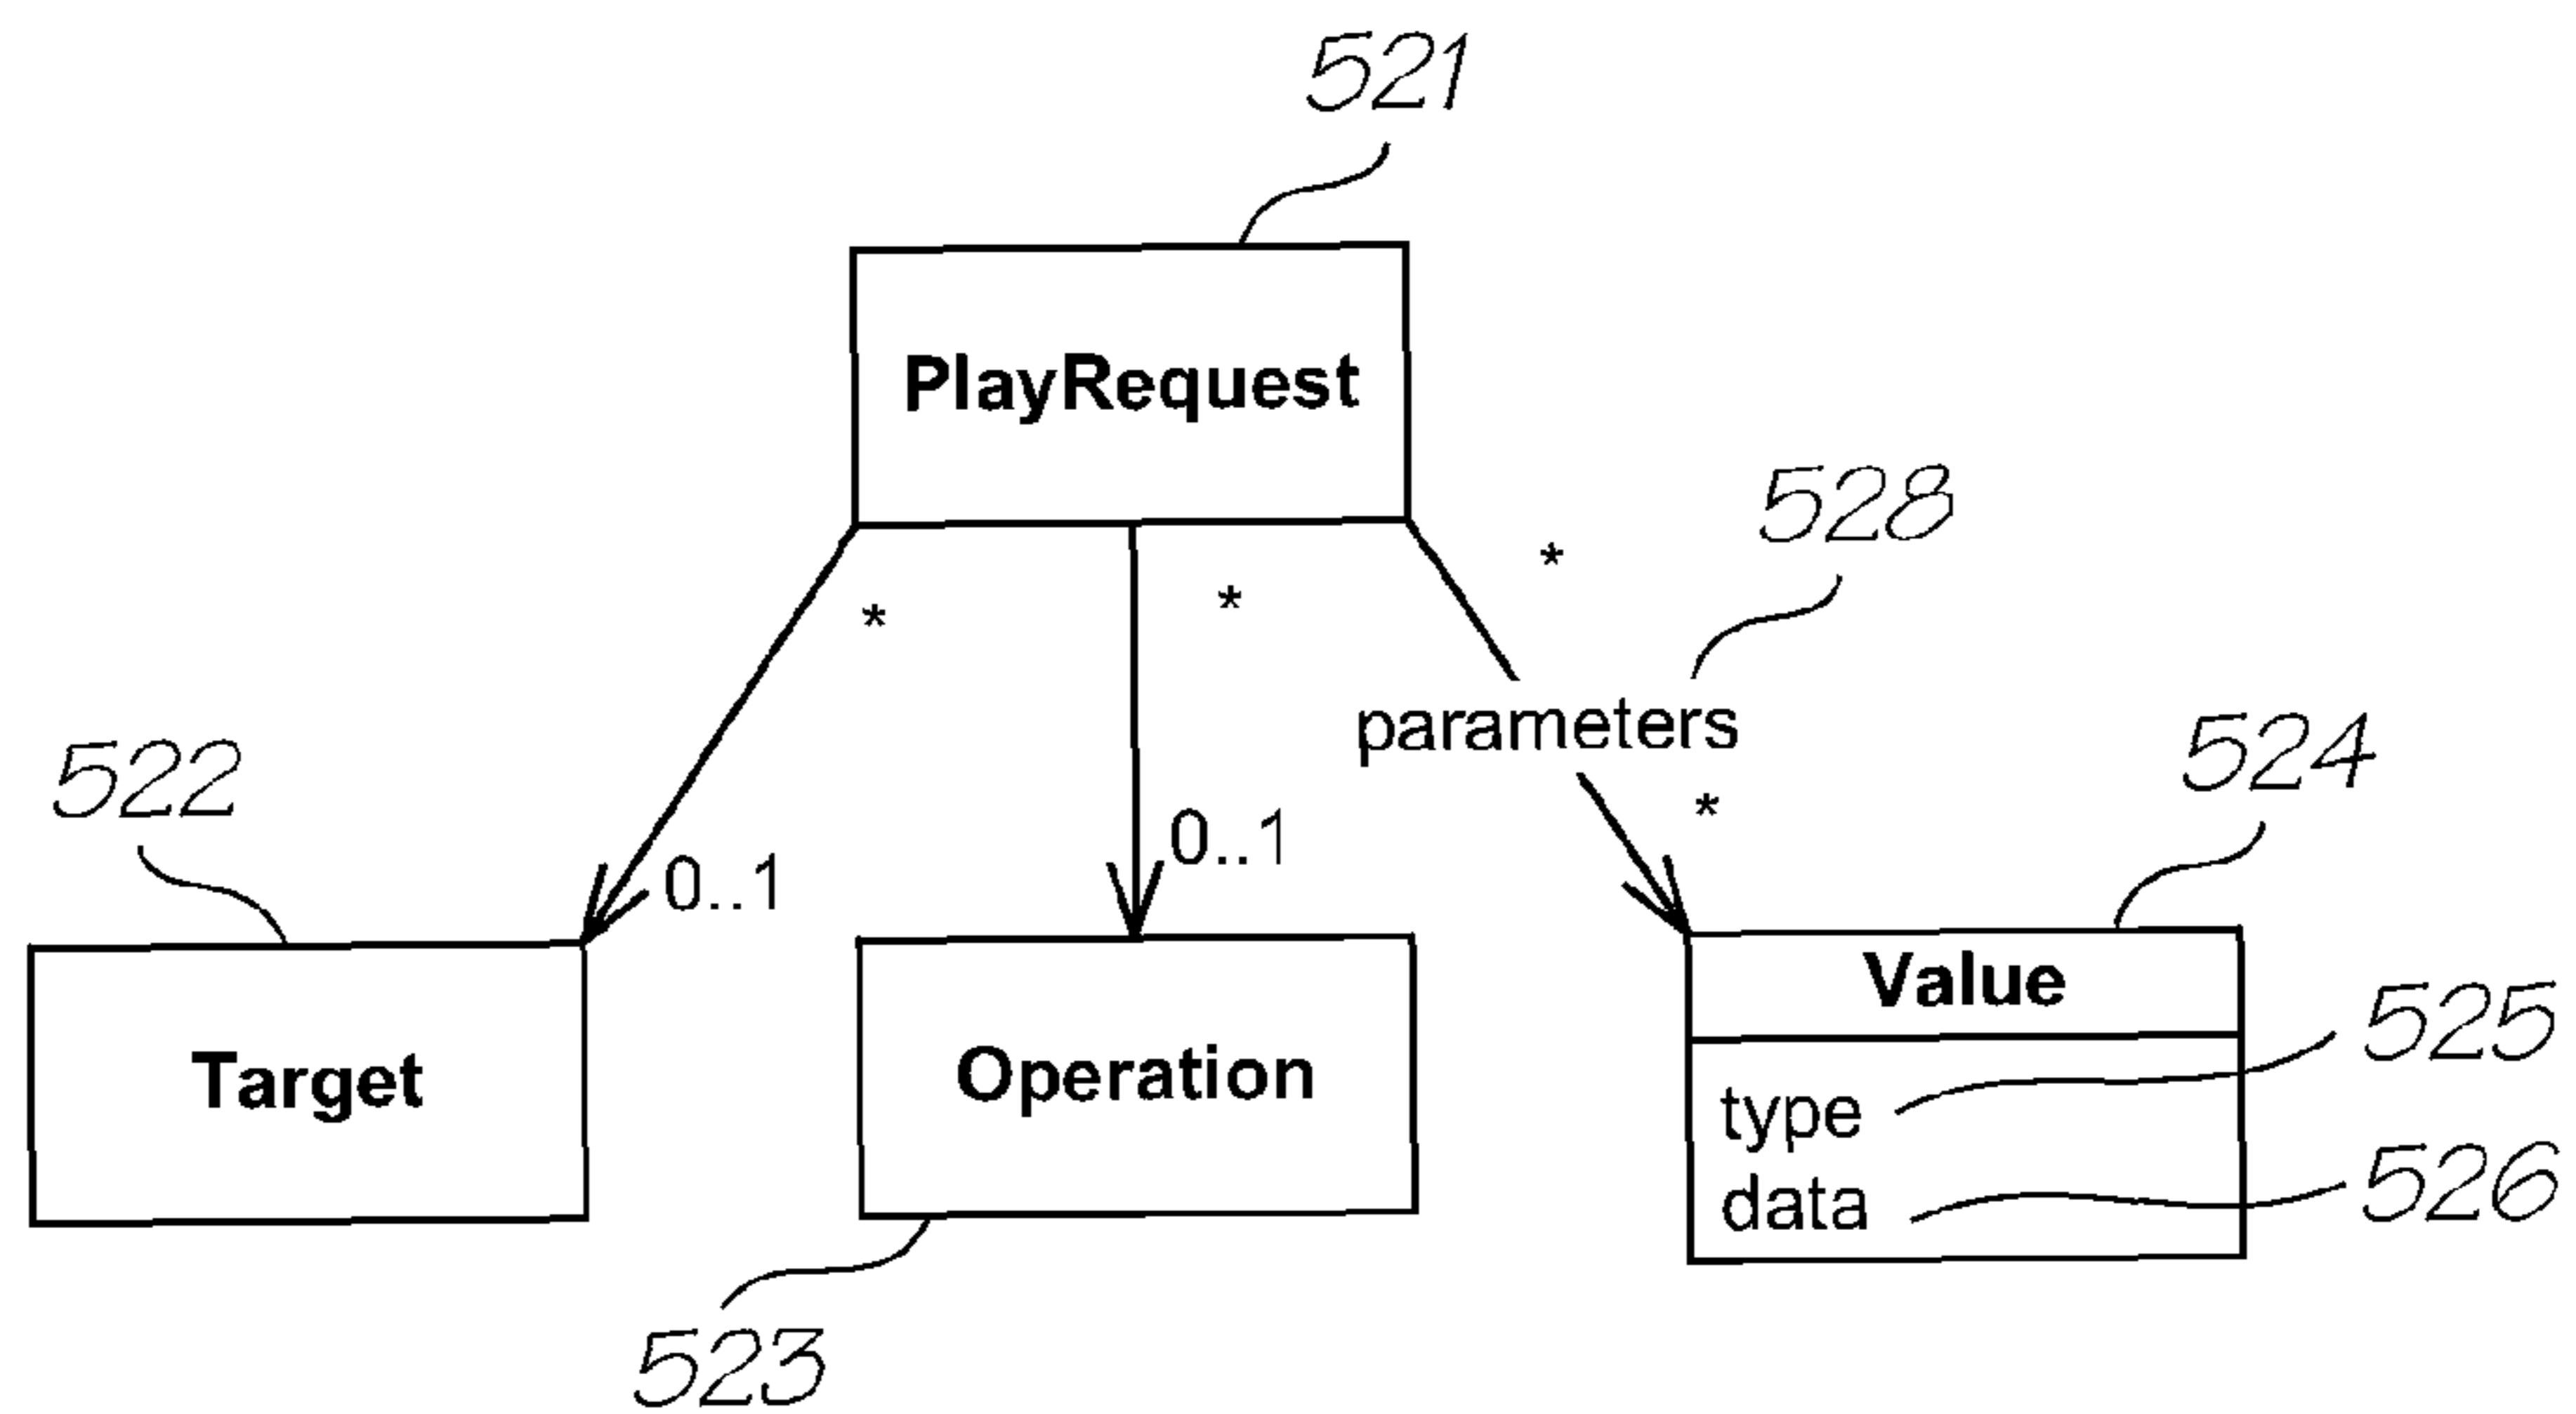 521
PlayRequest
528
*
*
*
parameters
522
524
*
0..1
0..1
Value
525
Target
Operation
type
data
526
523